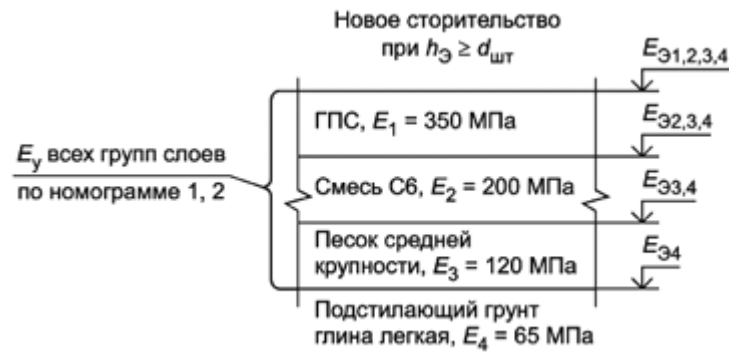 Новое сторительство
при hЭ ≥ dшт
EЭ1,2,3,4
ГПС, E1 = 350 МПа
EЭ2,3,4
Eу всех групп слоев
по номограмме 1, 2
Смесь С6, E2 = 200 МПа
EЭ3,4
Песок средней
крупности, E3 = 120 МПа
EЭ4
Подстилающий грунт
глина легкая, E4 = 65 МПа